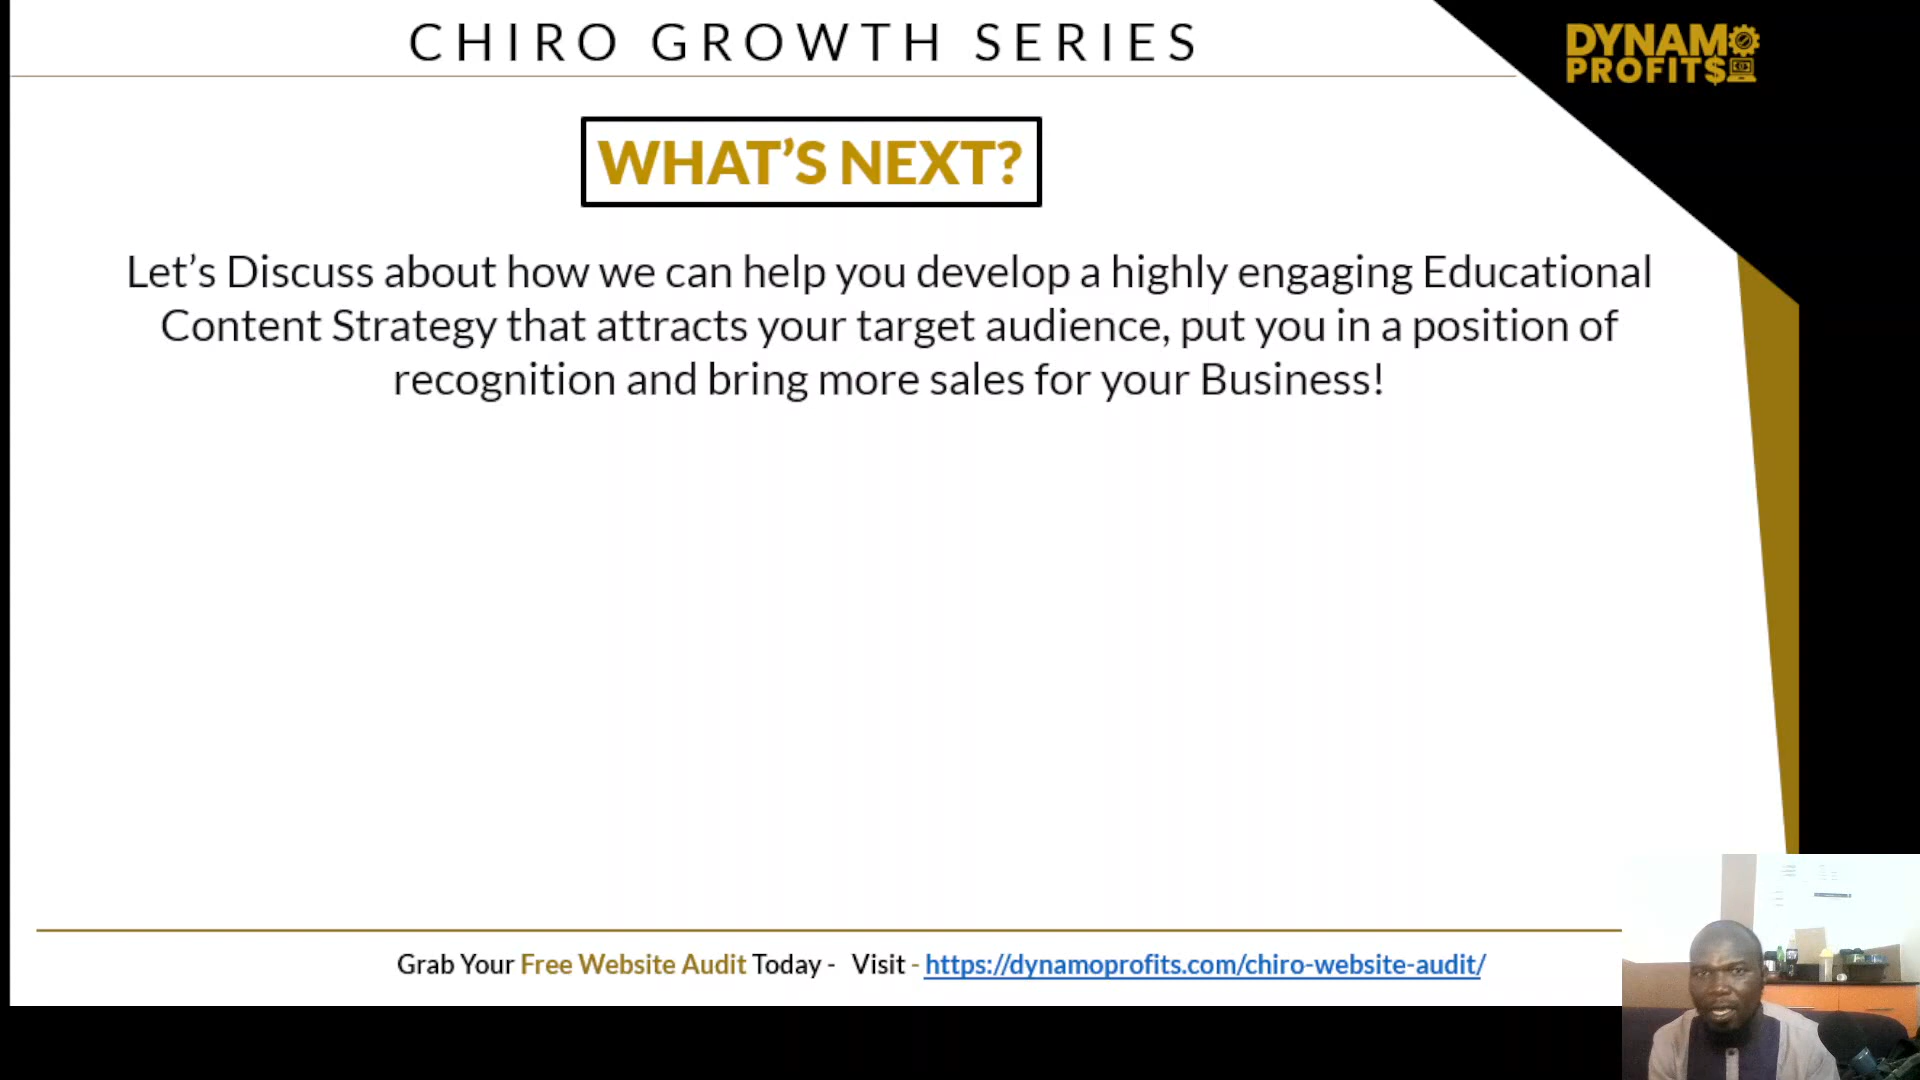 CHIRO GROWTH SERIES
DYNAMO
PROFIT$
WHAT'S NEXT?
Let's Discuss about how we can help you develop a highly engaging Educational
Content Strategy that attracts your target audience, put you in a position of
recognition and bring more sales for your Business!
Grab Your Free Website Audit Today - Visit - https://dynamoprofits.com/chiro-website-audit/